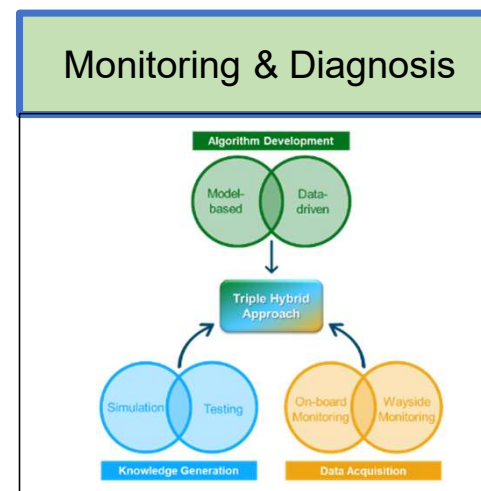 Monitoring & Diagnosis
Algorithm Development
Model-
based
Data-
driven
Triple Hybrid
Approach
Simulation
Testing
On-board
Monitoring
Wayside
Monitoring
Knowledge Generation
Data Acquisition